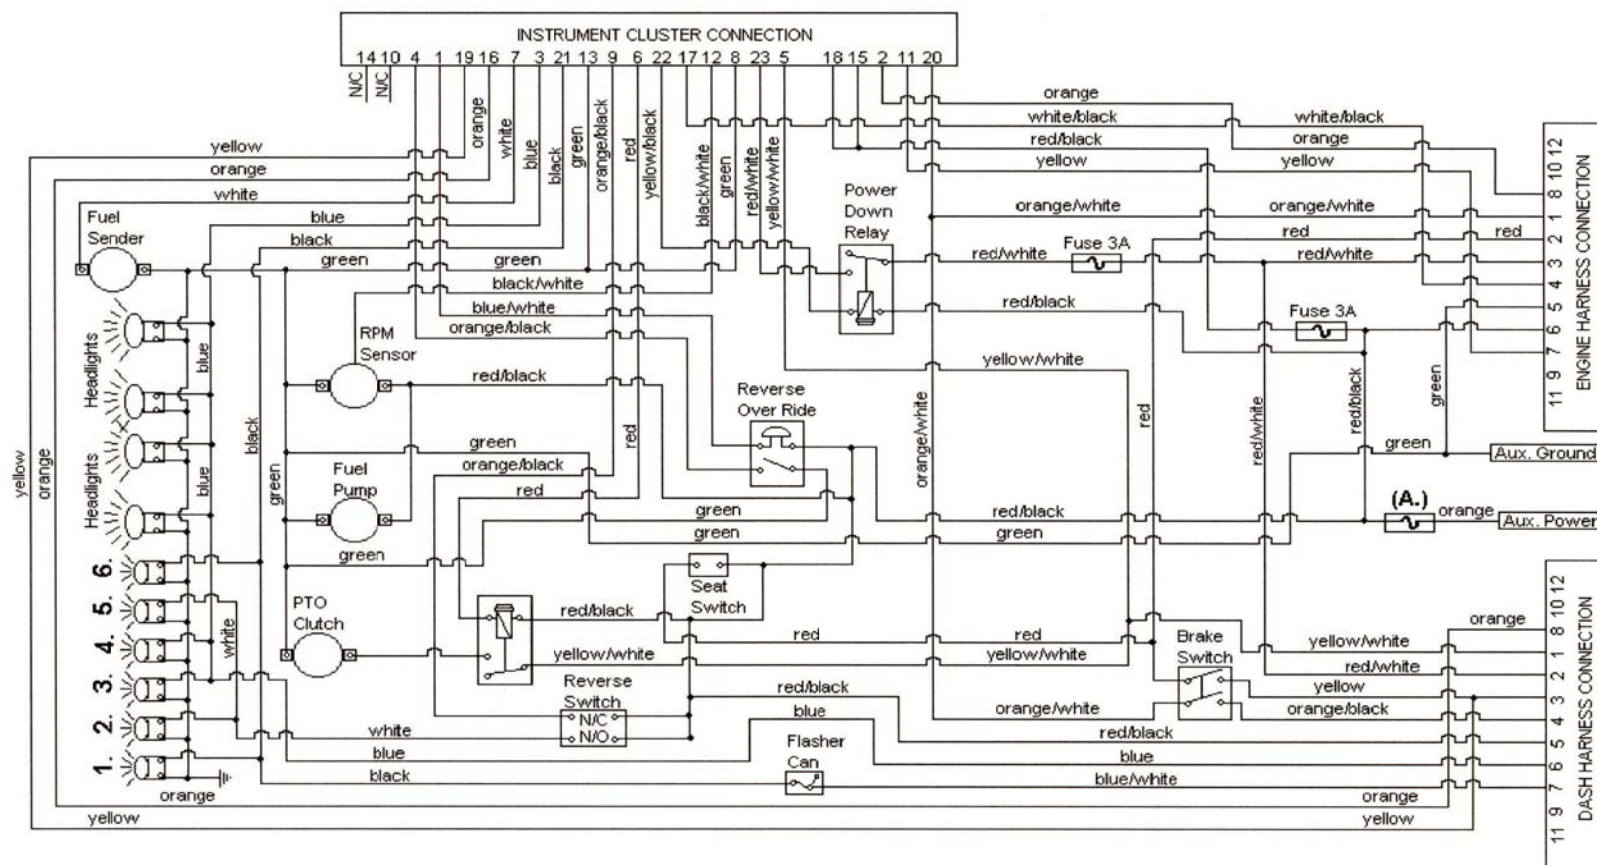 INSTRUMENT CLUSTER CONNECTION
14 10 4 1 19 16 7 3 21 13 9 6 22 17 12 8 23 5 18 15 2 11 20
N/C
N/C
orange
white
blue
black
green
orange/black
red
yellow/black
black/white
green
red/white
yellow/white
orange
white/black
white/black
red/black
orange
yellow
yellow
yellow
orange
white
blue
black
Fuel
Sender
green
green
black/white
blue/white
orange/black
Power
Down
Relay
orange/white
orange/white
red
red
red/white
Fuse 3A
red/white
red/black
Fuse 3A
12
10
8
1
2
3
4
5
6
7
9
11
ENGINE HARNESS CONNECTION
RPM
Sensor
red/black
Headlights
Headlights
blue
blue
yellow
orange
black
green
red
yellow/white
Reverse
Over Ride
orange/white
red
red/white
red/black
green
green
orange/black
red
green
green
green
Fuel
Pump
green
Aux. Ground
(A.)
red/black
orange
Aux. Power
green
Seat
Switch
6.
5.
4.
3.
2.
1.
white
PTO
Clutch
red/black
red
red
yellow/white
yellow/white
Brake
Switch
orange
yellow/white
red/white
yellow
orange/black
Reverse
Switch
N/C
N/O
red/black
orange/white
white
blue
red/black
blue
blue
Flasher
Can
black
blue/white
orange
orange
yellow
yellow
12
10
8
1
2
3
4
5
6
7
9
11
DASH HARNESS CONNECTION